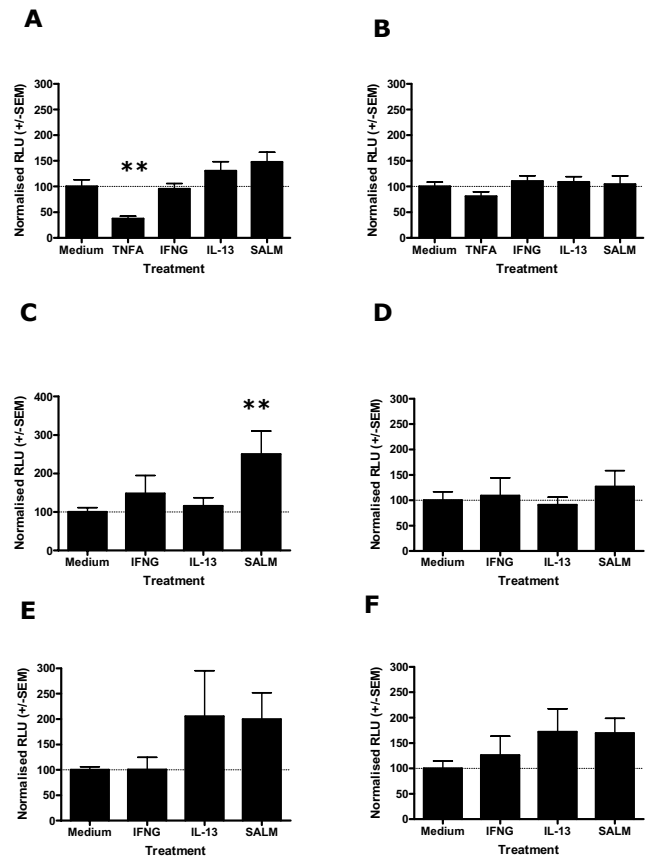 A
Normalised RLU (+/-SEM)
300
250
200
150
100
50
0
**
Medium TNFA IFNG IL-13 SALM
Treatment
B
Normalised RLU (+/-SEM)
300
250
200
150
100
50
0
Medium TNFA IFNG IL-13 SALM
Treatment
C
Normalised RLU (+/-SEM)
400
300
200
100
0
**
Medium IFNG IL-13 SALM
Treatment
D
Normalised RLU (+/-SEM)
300
250
200
150
100
50
0
Medium IFNG IL-13 SALM
Treatment
E
Normalised RLU (+/-SEM)
300
250
200
150
100
50
0
Medium IFNG IL-13 SALM
Treatment
F
Normalised RLU (+/-SEM)
300
250
200
150
100
50
0
Medium IFNG IL-13 SALM
Treatment